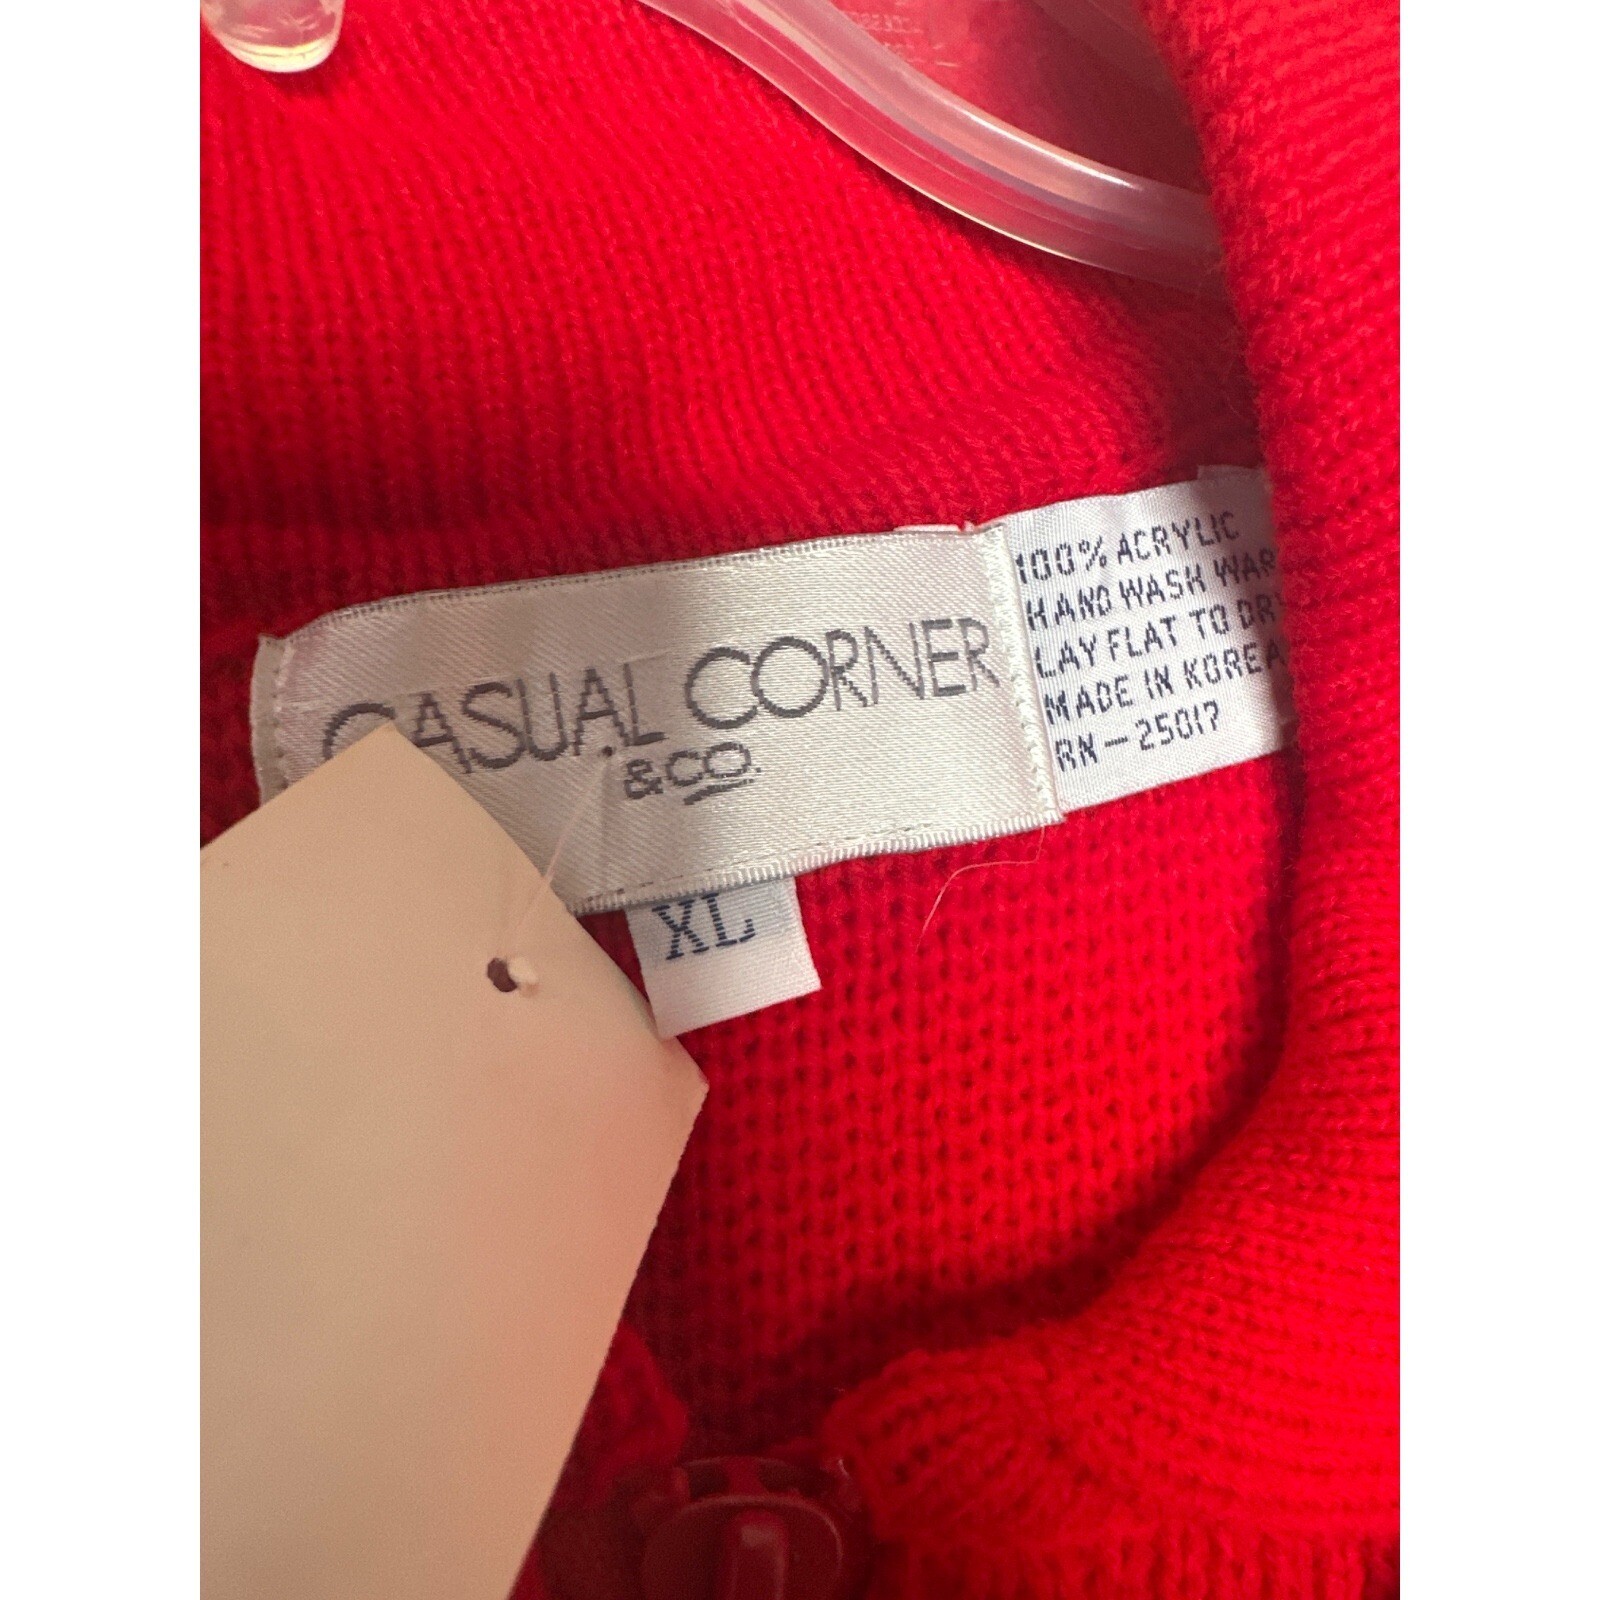 CASUAL CORNER
&CO.
XL
100% ACRYLIC
HAND WASH WAR
LAY FLAT TO DRY
MADE IN KOREA
RN-25017